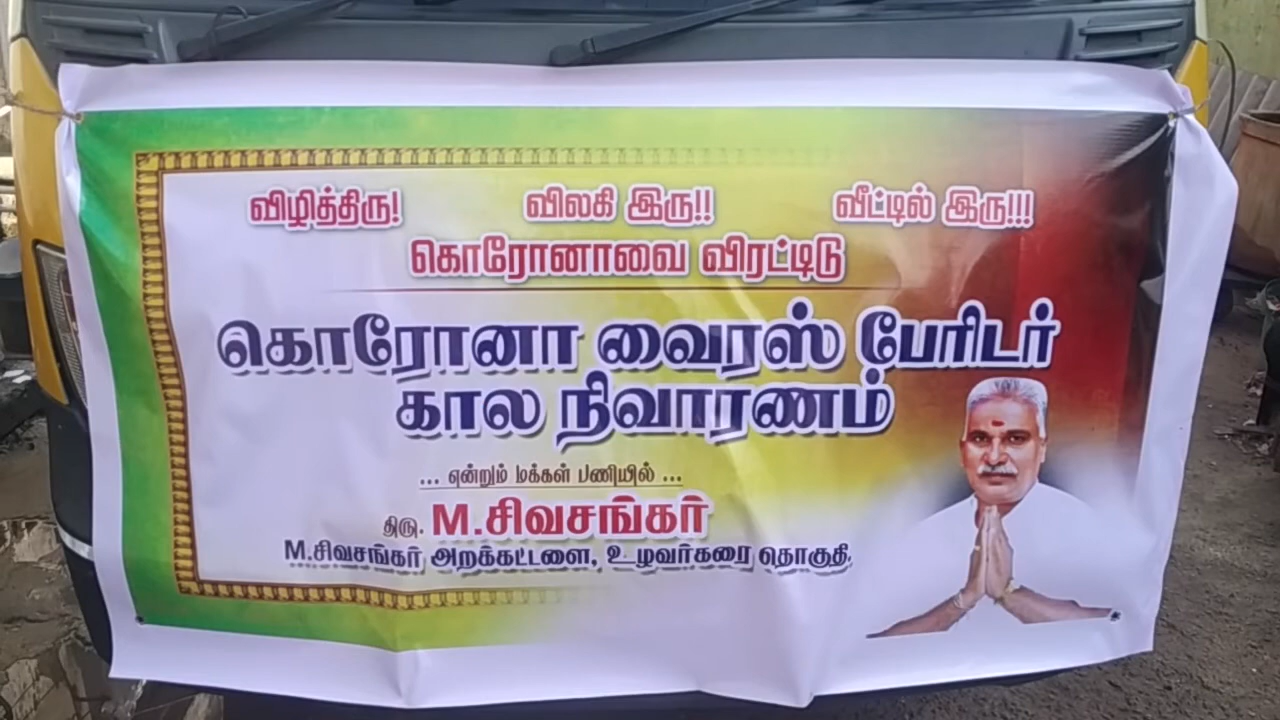 விழித்திரு! விலகி இரு!! வீட்டில் இரு!!!
கொரோனாவை விரட்டிடு
கொரோனா வைரஸ் பேரிடர்
கால நிவாரணம்
... என்றும் மக்கள் பணியில் ...
திரு. M.சிவசங்கர்
M.சிவசங்கர் அறக்கட்டளை, உழவர்கரை தொகுதி.